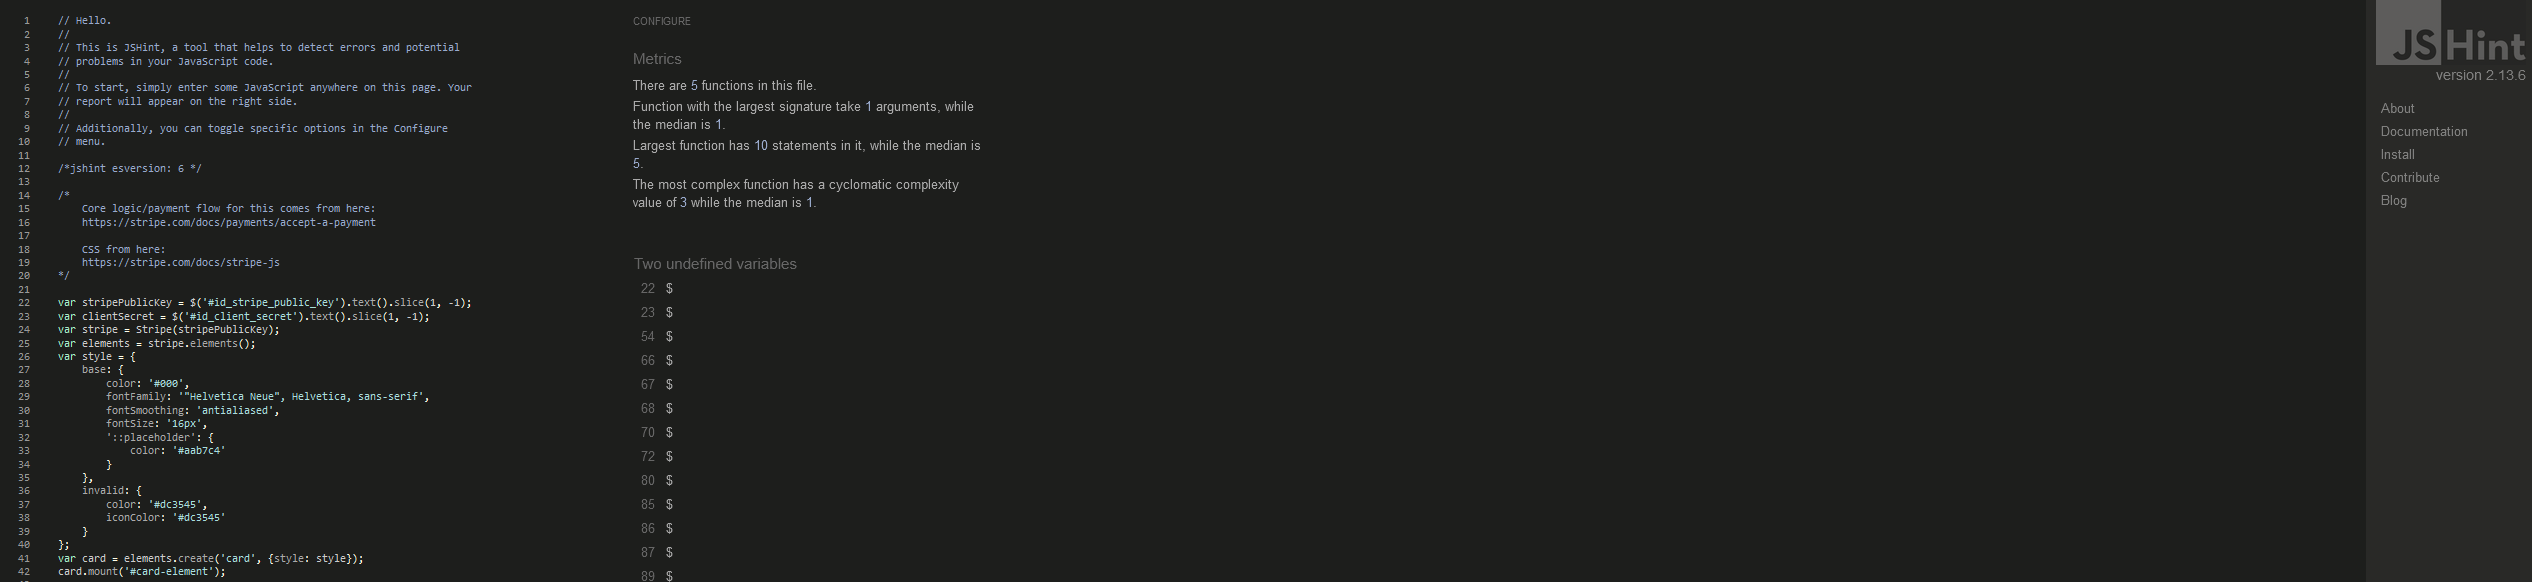 1 // Hello.
2 //
3 // This is JSHint, a tool that helps to detect errors and potential
4 // problems in your JavaScript code.
5 //
6 // To start, simply enter some JavaScript anywhere on this page. Your
7 // report will appear on the right side.
8 //
9 // Additionally, you can toggle specific options in the Configure
10 // menu.
11
12 /*jshint esversion: 6 */
13
14 /*
15 Core logic/payment flow for this comes from here:
16 https://stripe.com/docs/payments/accept-a-payment
17
18 CSS from here:
19 https://stripe.com/docs/stripe-js
20 */
21
22 var stripePublicKey = $('#id_stripe_public_key').text().slice(1, -1);
23 var clientSecret = $('#id_client_secret').text().slice(1, -1);
24 var stripe = Stripe(stripePublicKey);
25 var elements = stripe.elements();
26 var style = {
27 base: {
28 color: '#000',
29 fontFamily: '"Helvetica Neue", Helvetica, sans-serif',
30 fontSmoothing: 'antialiased',
31 fontSize: '16px',
32 '::placeholder': {
33 color: '#aab7c4'
34 }
35 },
36 invalid: {
37 color: '#dc3545',
38 iconColor: '#dc3545'
39 }
40 };
41 var card = elements.create('card', {style: style});
42 card.mount('#card-element');
CONFIGURE
Metrics
There are 5 functions in this file.
Function with the largest signature take 1 arguments, while
the median is 1.
Largest function has 10 statements in it, while the median is
5.
The most complex function has a cyclomatic complexity
value of 3 while the median is 1.
Two undefined variables
22 $
23 $
54 $
66 $
67 $
68 $
70 $
72 $
80 $
85 $
86 $
87 $
89 $
JSHint
version 2.13.6
About
Documentation
Install
Contribute
Blog